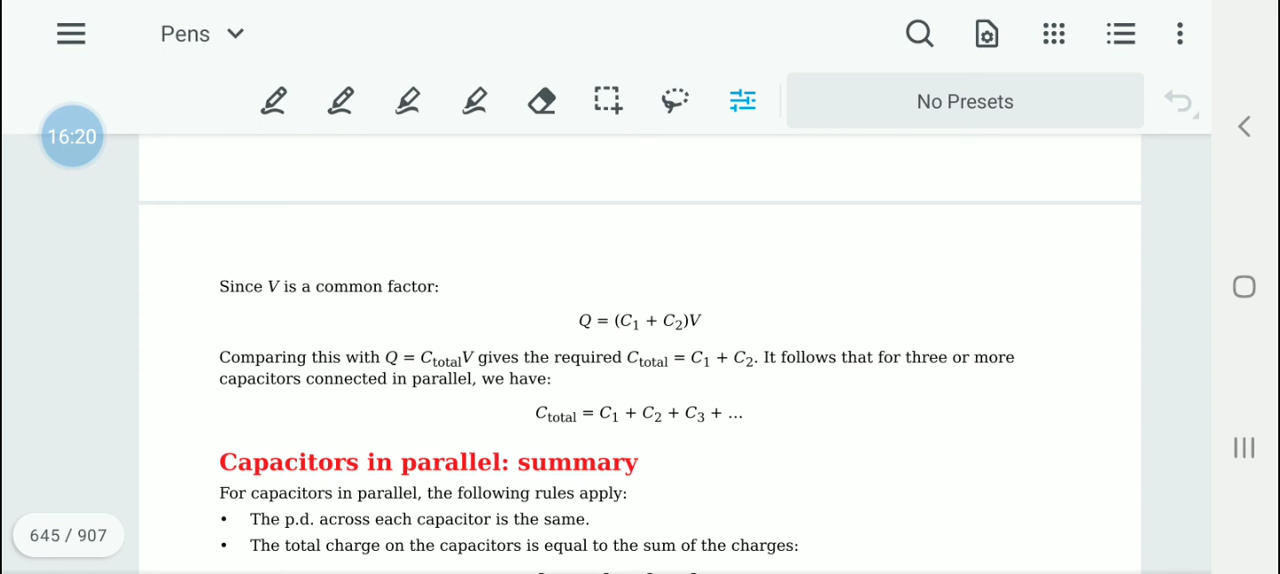 Pens
No Presets
16:20
Since V is a common factor:
Q = (C₁ + C₂)V
Comparing this with Q = CtotalV gives the required Ctotal = C₁ + C₂. It follows that for three or more
capacitors connected in parallel, we have:
Ctotal = C₁ + C₂ + C₃ + ...
Capacitors in parallel: summary
For capacitors in parallel, the following rules apply:
• The p.d. across each capacitor is the same.
• The total charge on the capacitors is equal to the sum of the charges:
645 / 907